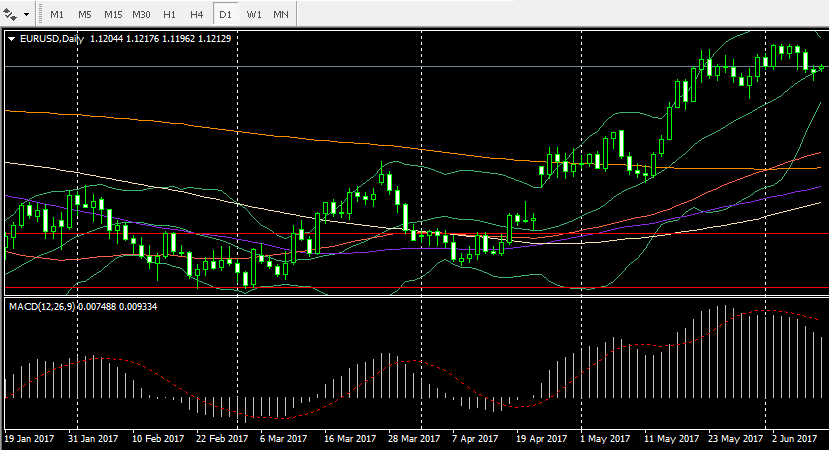 M1 M5 M15 M30 H1 H4 D1 W1 MN
EURUSD,Daily 1.12044 1.12176 1.11962 1.12129
MACD(12,26,9) 0.007488 0.009334
19 Jan 2017 31 Jan 2017 10 Feb 2017 22 Feb 2017 6 Mar 2017 16 Mar 2017 28 Mar 2017 7 Apr 2017 19 Apr 2017 1 May 2017 11 May 2017 23 May 2017 2 Jun 2017